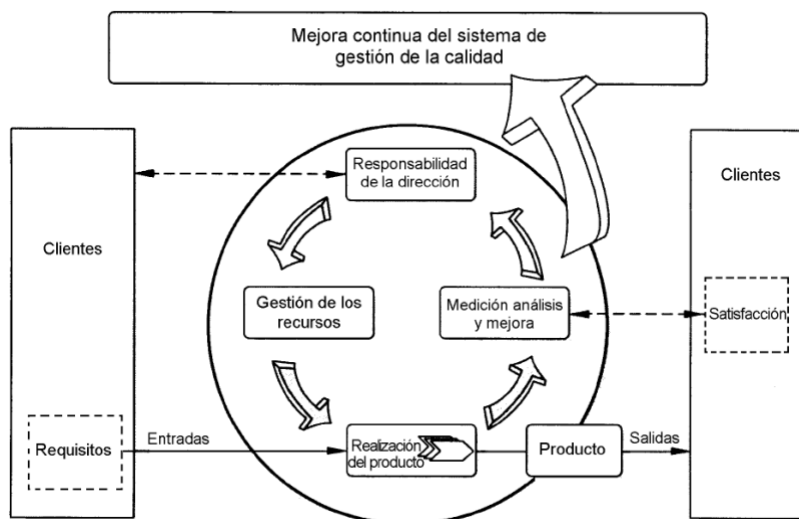 Mejora continua del sistema de
gestión de la calidad
Responsabilidad
de la dirección
Clientes
Clientes
Gestión de los
recursos
Medición análisis
y mejora
Satisfacción
Requisitos
Entradas
Realización
del producto
Producto
Salidas